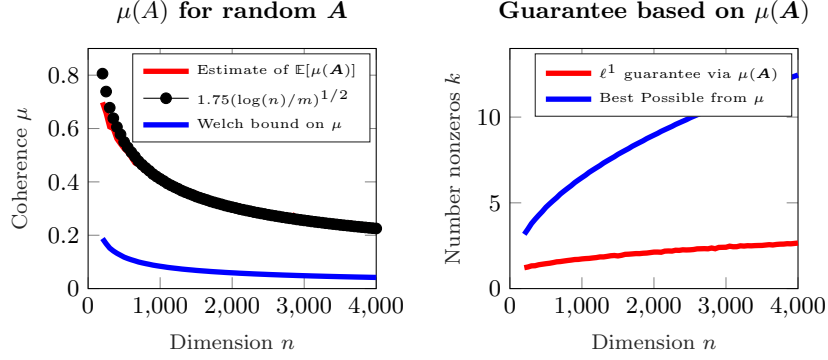 μ(A) for random A
0.8
0.6
0.4
0.2
0
Coherence μ
Estimate of 𝔼[μ(A)]
1.75(log(n)/m)^{1/2}
Welch bound on μ
0 1,000 2,000 3,000 4,000
Dimension n
Guarantee based on μ(A)
10
5
0
Number nonzeros k
ℓ¹ guarantee via μ(A)
Best Possible from μ
0 1,000 2,000 3,000 4,000
Dimension n